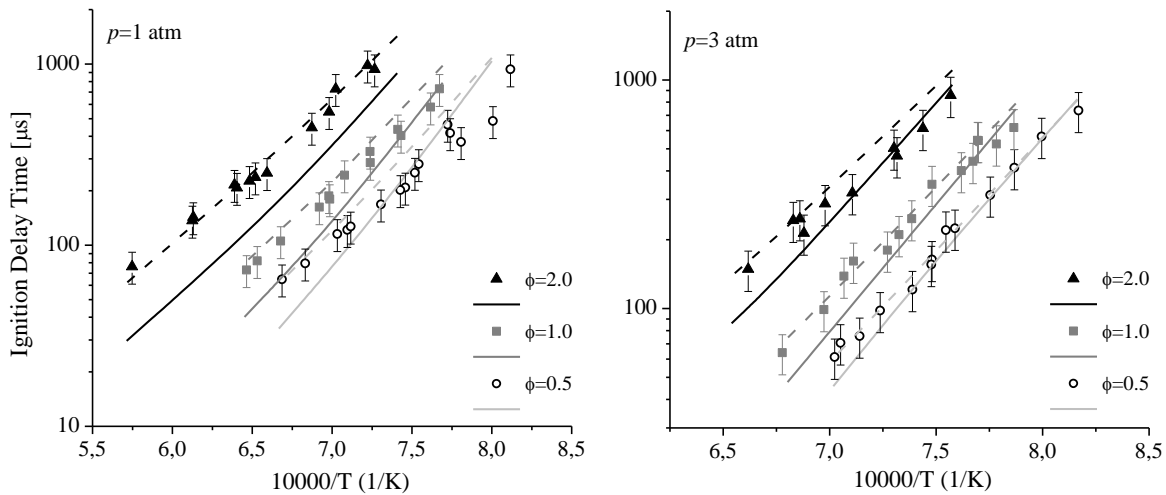 p=1 atm
Ignition Delay Time [µs]
1000
100
10
ϕ=2.0
ϕ=1.0
ϕ=0.5
5,5 6,0 6,5 7,0 7,5 8,0 8,5
10000/T (1/K)
p=3 atm
1000
100
ϕ=2.0
ϕ=1.0
ϕ=0.5
6,5 7,0 7,5 8,0 8,5
10000/T (1/K)